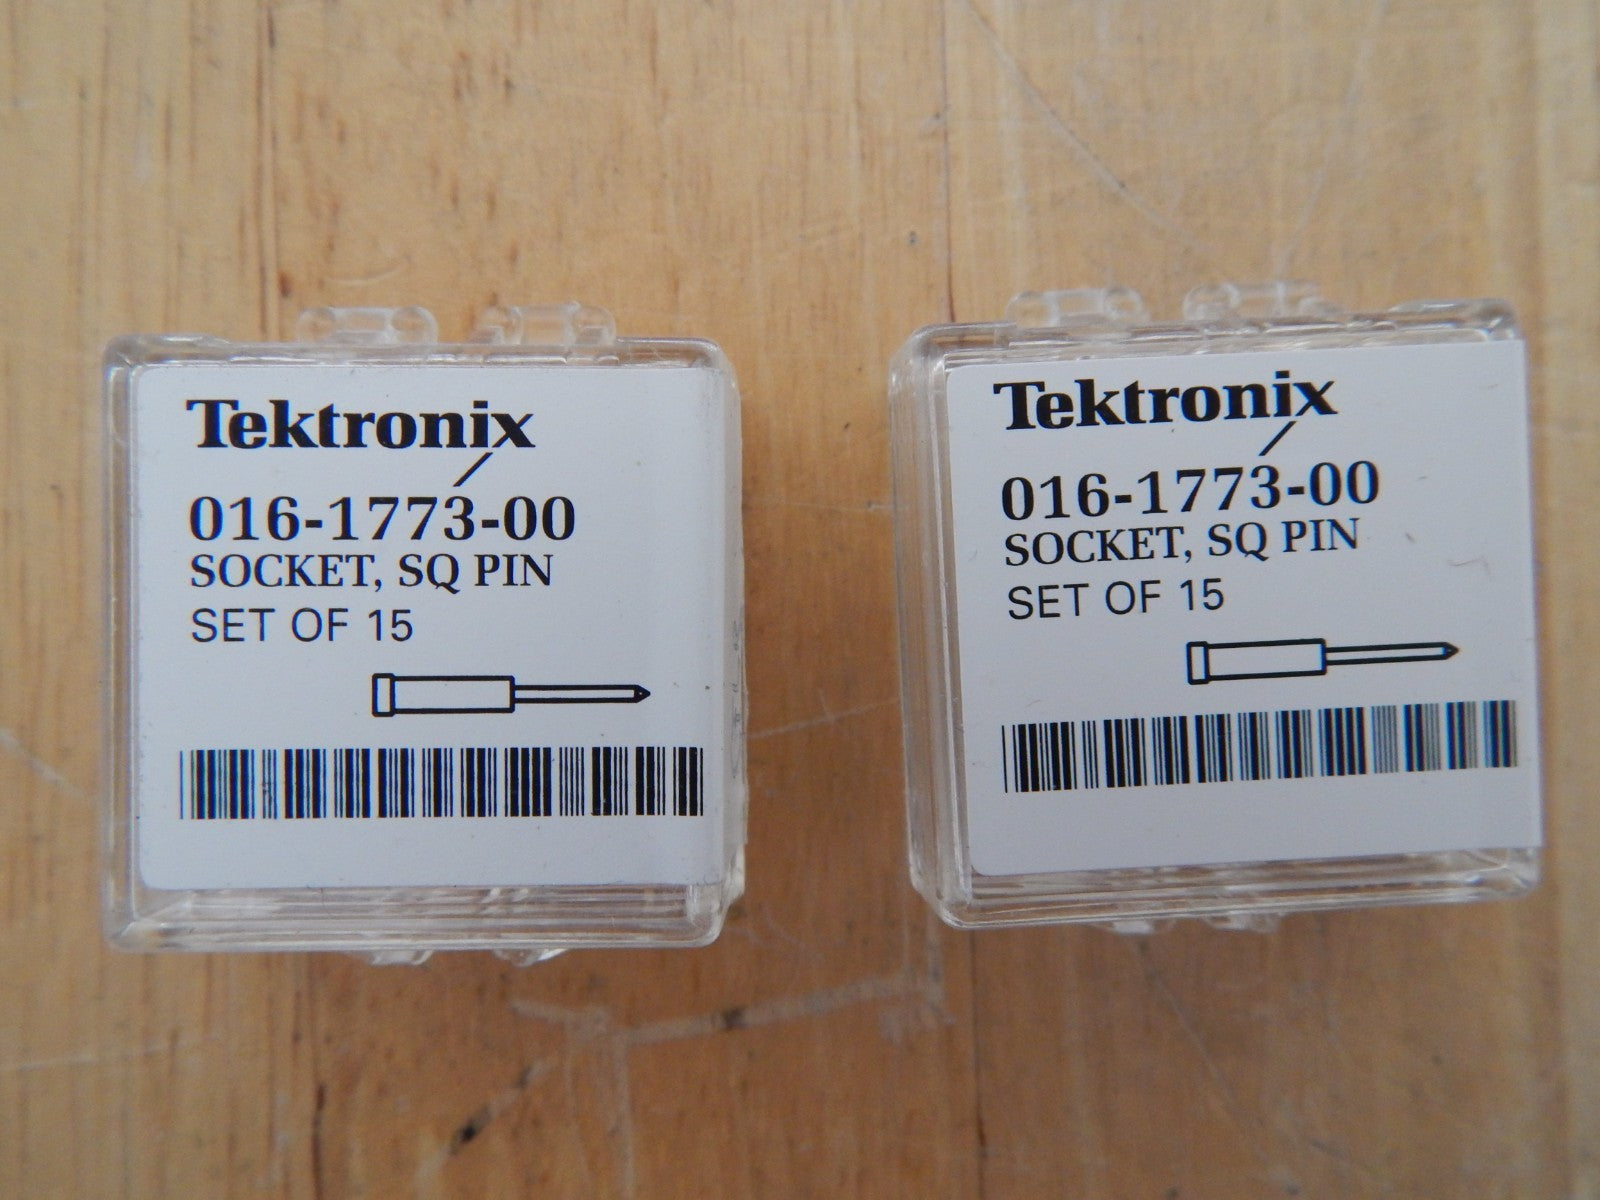 Tektronix
016-1773-00
SOCKET, SQ PIN
SET OF 15
Tektronix
016-1773-00
SOCKET, SQ PIN
SET OF 15